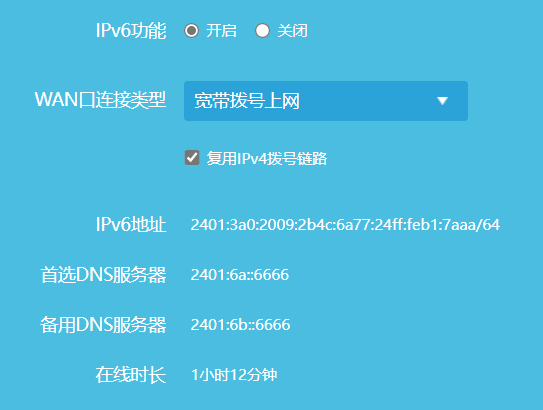 IPv6功能 开启 关闭
WAN口连接类型 宽带拨号上网
复用IPv4拨号链路
IPv6地址 2401:3a0:2009:2b4c:6a77:24ff:feb1:7aaa/64
首选DNS服务器 2401:6a::6666
备用DNS服务器 2401:6b::6666
在线时长 1小时12分钟